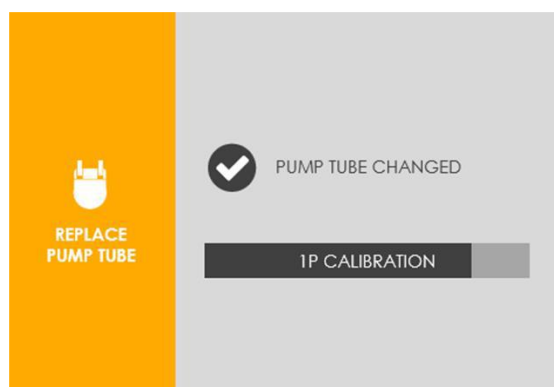 REPLACE
PUMP TUBE
PUMP TUBE CHANGED
1P CALIBRATION